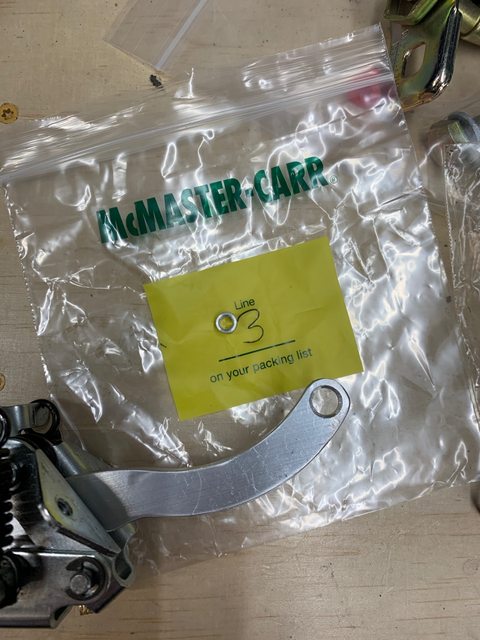 McMASTER-CARR®
Line
3
on your packing list